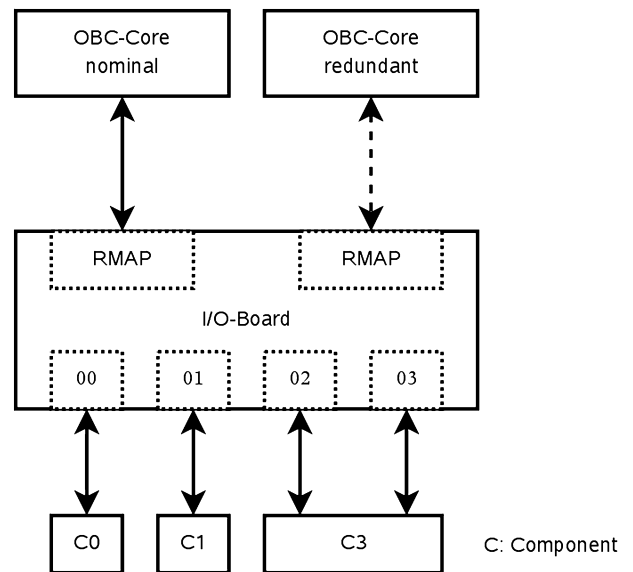 OBC-Core
nominal
OBC-Core
redundant
RMAP
RMAP
I/O-Board
00
01
02
03
C0
C1
C3
C: Component